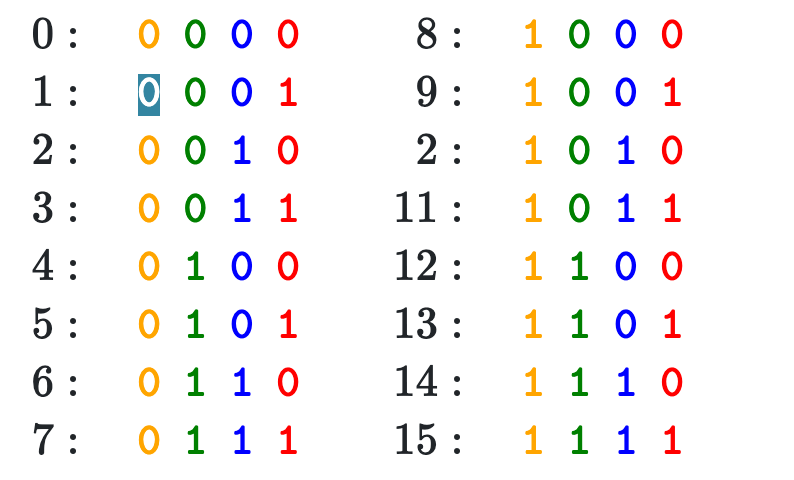 0 : 0 0 0 0 8 : 1 0 0 0
1 : 0 0 0 1 9 : 1 0 0 1
2 : 0 0 1 0 2 : 1 0 1 0
3 : 0 0 1 1 11 : 1 0 1 1
4 : 0 1 0 0 12 : 1 1 0 0
5 : 0 1 0 1 13 : 1 1 0 1
6 : 0 1 1 0 14 : 1 1 1 0
7 : 0 1 1 1 15 : 1 1 1 1